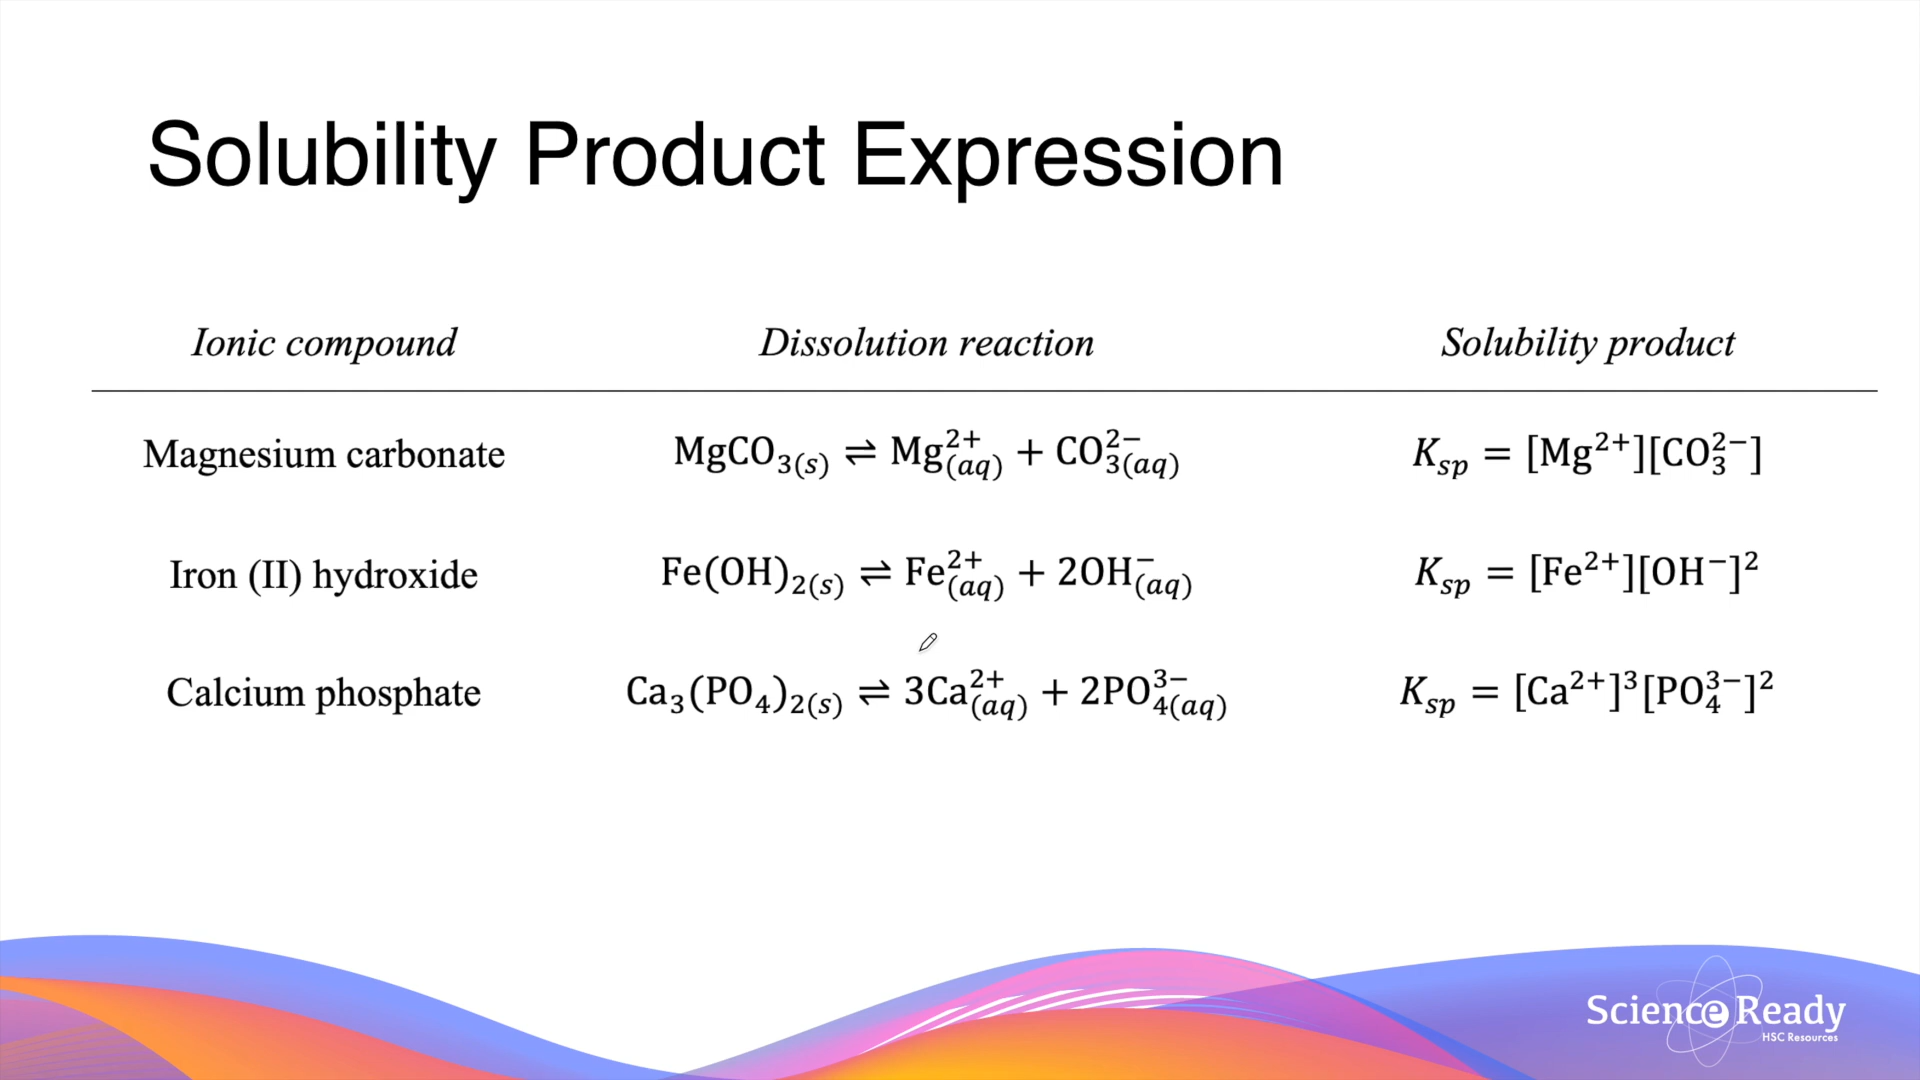 Solubility Product Expression
Ionic compound Dissolution reaction Solubility product
Magnesium carbonate MgCO₃₍ₛ₎ ⇌ Mg²⁺₍aq₎ + CO₃²⁻₍aq₎ Kₛₚ = [Mg²⁺][CO₃²⁻]
Iron (II) hydroxide Fe(OH)₂₍ₛ₎ ⇌ Fe²⁺₍aq₎ + 2OH⁻₍aq₎ Kₛₚ = [Fe²⁺][OH⁻]²
Calcium phosphate Ca₃(PO₄)₂₍ₛ₎ ⇌ 3Ca²⁺₍aq₎ + 2PO₄³⁻₍aq₎ Kₛₚ = [Ca²⁺]³[PO₄³⁻]²
Science Ready
HSC Resources